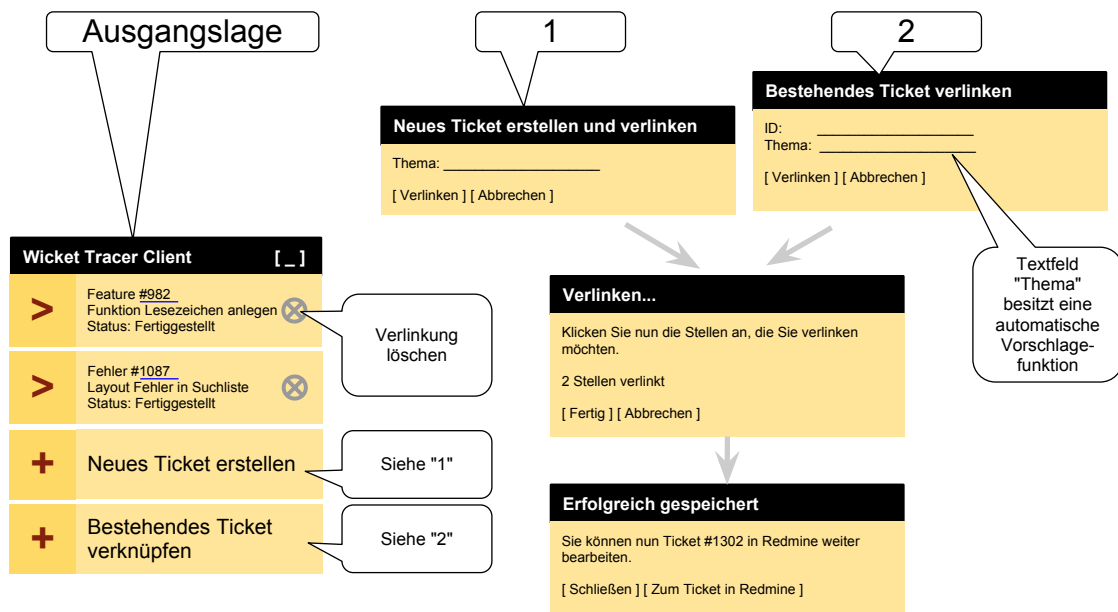 Ausgangslage
1
2
Neues Ticket erstellen und verlinken
Thema: ____________________
[ Verlinken ] [ Abbrechen ]
Bestehendes Ticket verlinken
ID: ____________________
Thema: ____________________
[ Verlinken ] [ Abbrechen ]
Textfeld
"Thema"
besitzt eine
automatische
Vorschlage-
funktion
Wicket Tracer Client [ _ ]
>
Feature #982
Funktion Lesezeichen anlegen
Status: Fertiggestellt
Verlinkung
löschen
>
Fehler #1087
Layout Fehler in Suchliste
Status: Fertiggestellt
+
Neues Ticket erstellen
Siehe "1"
+
Bestehendes Ticket
verknüpfen
Siehe "2"
Verlinken...
Klicken Sie nun die Stellen an, die Sie verlinken
möchten.
2 Stellen verlinkt
[ Fertig ] [ Abbrechen ]
Erfolgreich gespeichert
Sie können nun Ticket #1302 in Redmine weiter
bearbeiten.
[ Schließen ] [ Zum Ticket in Redmine ]